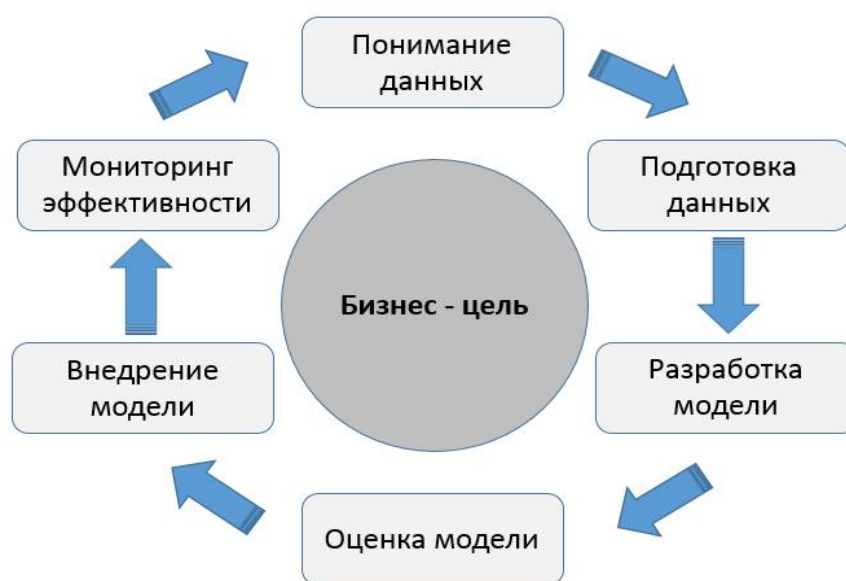 Понимание
данных
Подготовка
данных
Разработка
модели
Оценка модели
Внедрение
модели
Мониторинг
эффективности
Бизнес - цель